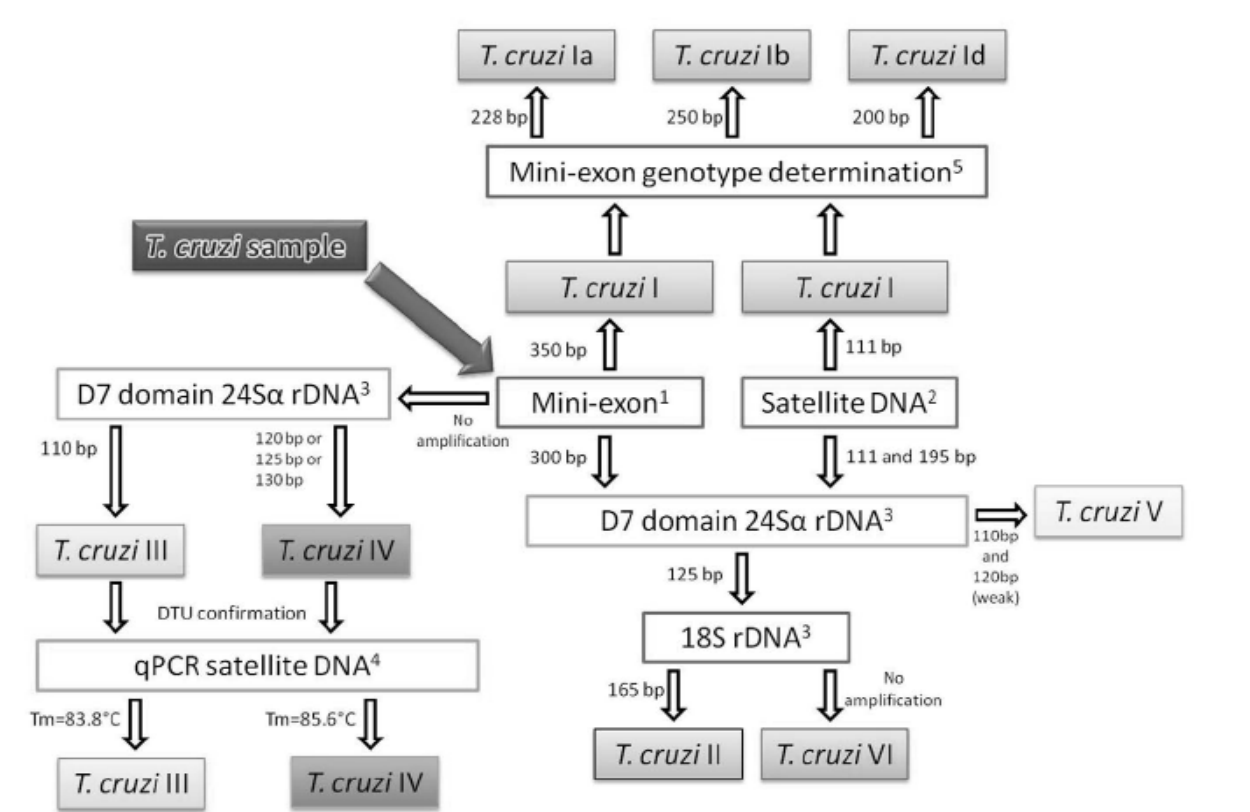 T. cruzi Ia
T. cruzi Ib
T. cruzi Id
228 bp
250 bp
200 bp
Mini-exon genotype determination⁵
T. cruzi sample
T. cruzi I
T. cruzi I
350 bp
111 bp
D7 domain 24Sα rDNA³
Mini-exon¹
Satellite DNA²
No
amplification
110 bp
120 bp or
125 bp or
130 bp
300 bp
111 and 195 bp
D7 domain 24Sα rDNA³
T. cruzi V
110bp
and
120bp
(weak)
T. cruzi III
T. cruzi IV
125 bp
DTU confirmation
18S rDNA³
qPCR satellite DNA⁴
165 bp
No
amplification
Tm=83.8°C
Tm=85.6°C
T. cruzi II
T. cruzi VI
T. cruzi III
T. cruzi IV